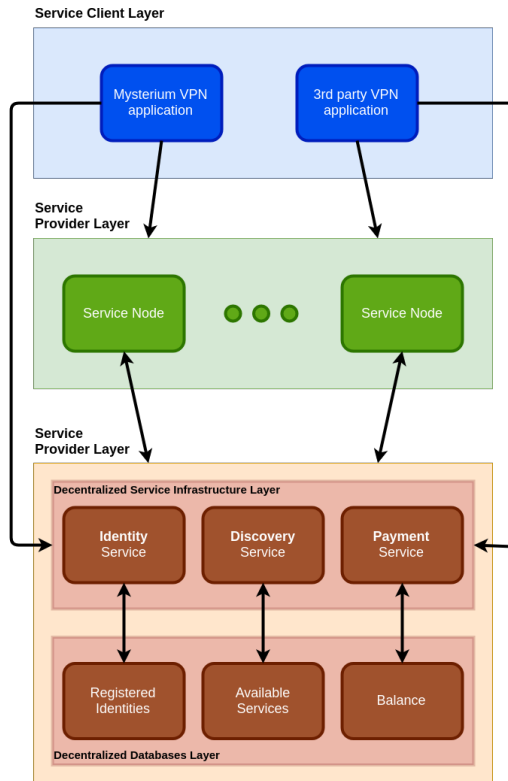 Service Client Layer
Mysterium VPN
application
3rd party VPN
application
Service
Provider Layer
Service Node
Service Node
Service
Provider Layer
Decentralized Service Infrastructure Layer
Identity
Service
Discovery
Service
Payment
Service
Registered
Identities
Available
Services
Balance
Decentralized Databases Layer